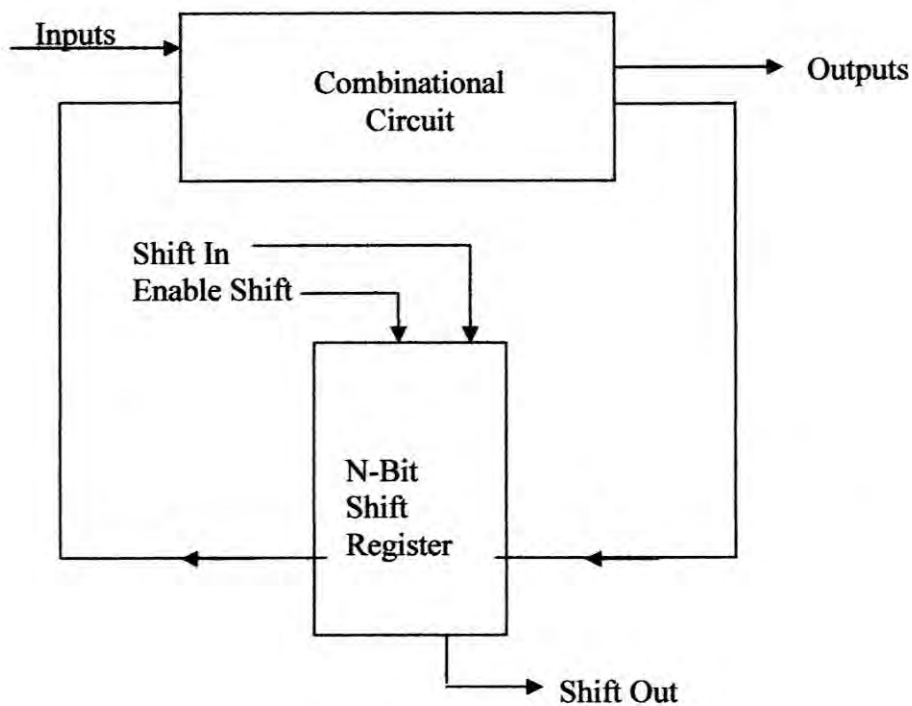 Inputs
Combinational
Circuit
Outputs
Shift In
Enable Shift
N-Bit
Shift
Register
Shift Out